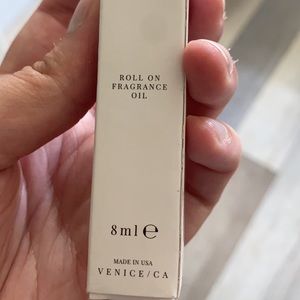 ROLL ON
FRAGRANCE
OIL
8ml ℮
MADE IN USA
VENICE/CA